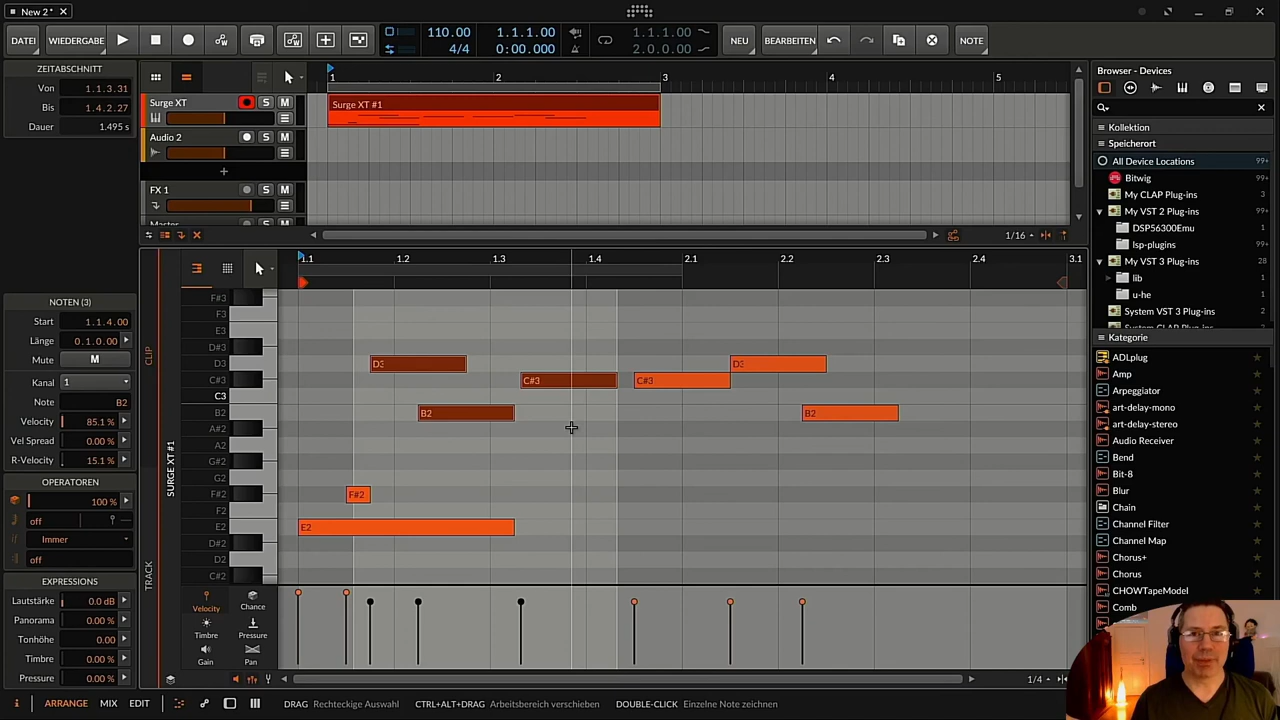 New 2*
DATEI
WIEDERGABE
110.00
4/4
1.1.1.00
0:00.000
1.1.1.00
2.0.0.00
NEU
BEARBEITEN
NOTE
ZEITABSCHNITT
Von 1.1.3.31
Bis 1.4.2.27
Dauer 1.495 s
1 2 3 4 5
Surge XT S M
Surge XT #1
Audio 2 S M
+
FX 1 S M
Master
1/16
1.1 1.2 1.3 1.4 2.1 2.2 2.3 2.4 3.1
CLIP
TRACK
SURGE XT #1
F#3
F3
E3
D#3
D3
C#3
C3
B2
A#2
A2
G#2
G2
F#2
F2
E2
D#2
D2
C#2
D3
D3
C#3
C#3
B2
B2
F#2
E2
NOTEN (3)
Start 1.1.4.00
Länge 0.1.0.00
Mute M
Kanal 1
Note B2
Velocity 85.1 %
Vel Spread 0.00 %
R-Velocity 15.1 %
OPERATOREN
100 %
off
Immer
off
EXPRESSIONS
Lautstärke 0.0 dB
Panorama 0.00 %
Tonhöhe 0.00
Timbre 0.00 %
Pressure 0.00 %
Velocity Chance
Timbre Pressure
Gain Pan
1/4
i ARRANGE MIX EDIT
DRAG Rechteckige Auswahl CTRL+ALT+DRAG Arbeitsbereich verschieben DOUBLE-CLICK Einzelne Note zeichnen
Browser - Devices
Kollektion
Speicherort
All Device Locations 99+
Bitwig 99+
My CLAP Plug-ins 3
My VST 2 Plug-ins 99+
DSP56300Emu
lsp-plugins
My VST 3 Plug-ins 28
lib
u-he
System VST 3 Plug-ins
System CLAP Plug-ins
Kategorie
ADLplug
Amp
Arpeggiator
art-delay-mono
art-delay-stereo
Audio Receiver
Bend
Bit-8
Blur
Chain
Channel Filter
Channel Map
Chorus+
Chorus
CHOWTapeModel
Comb